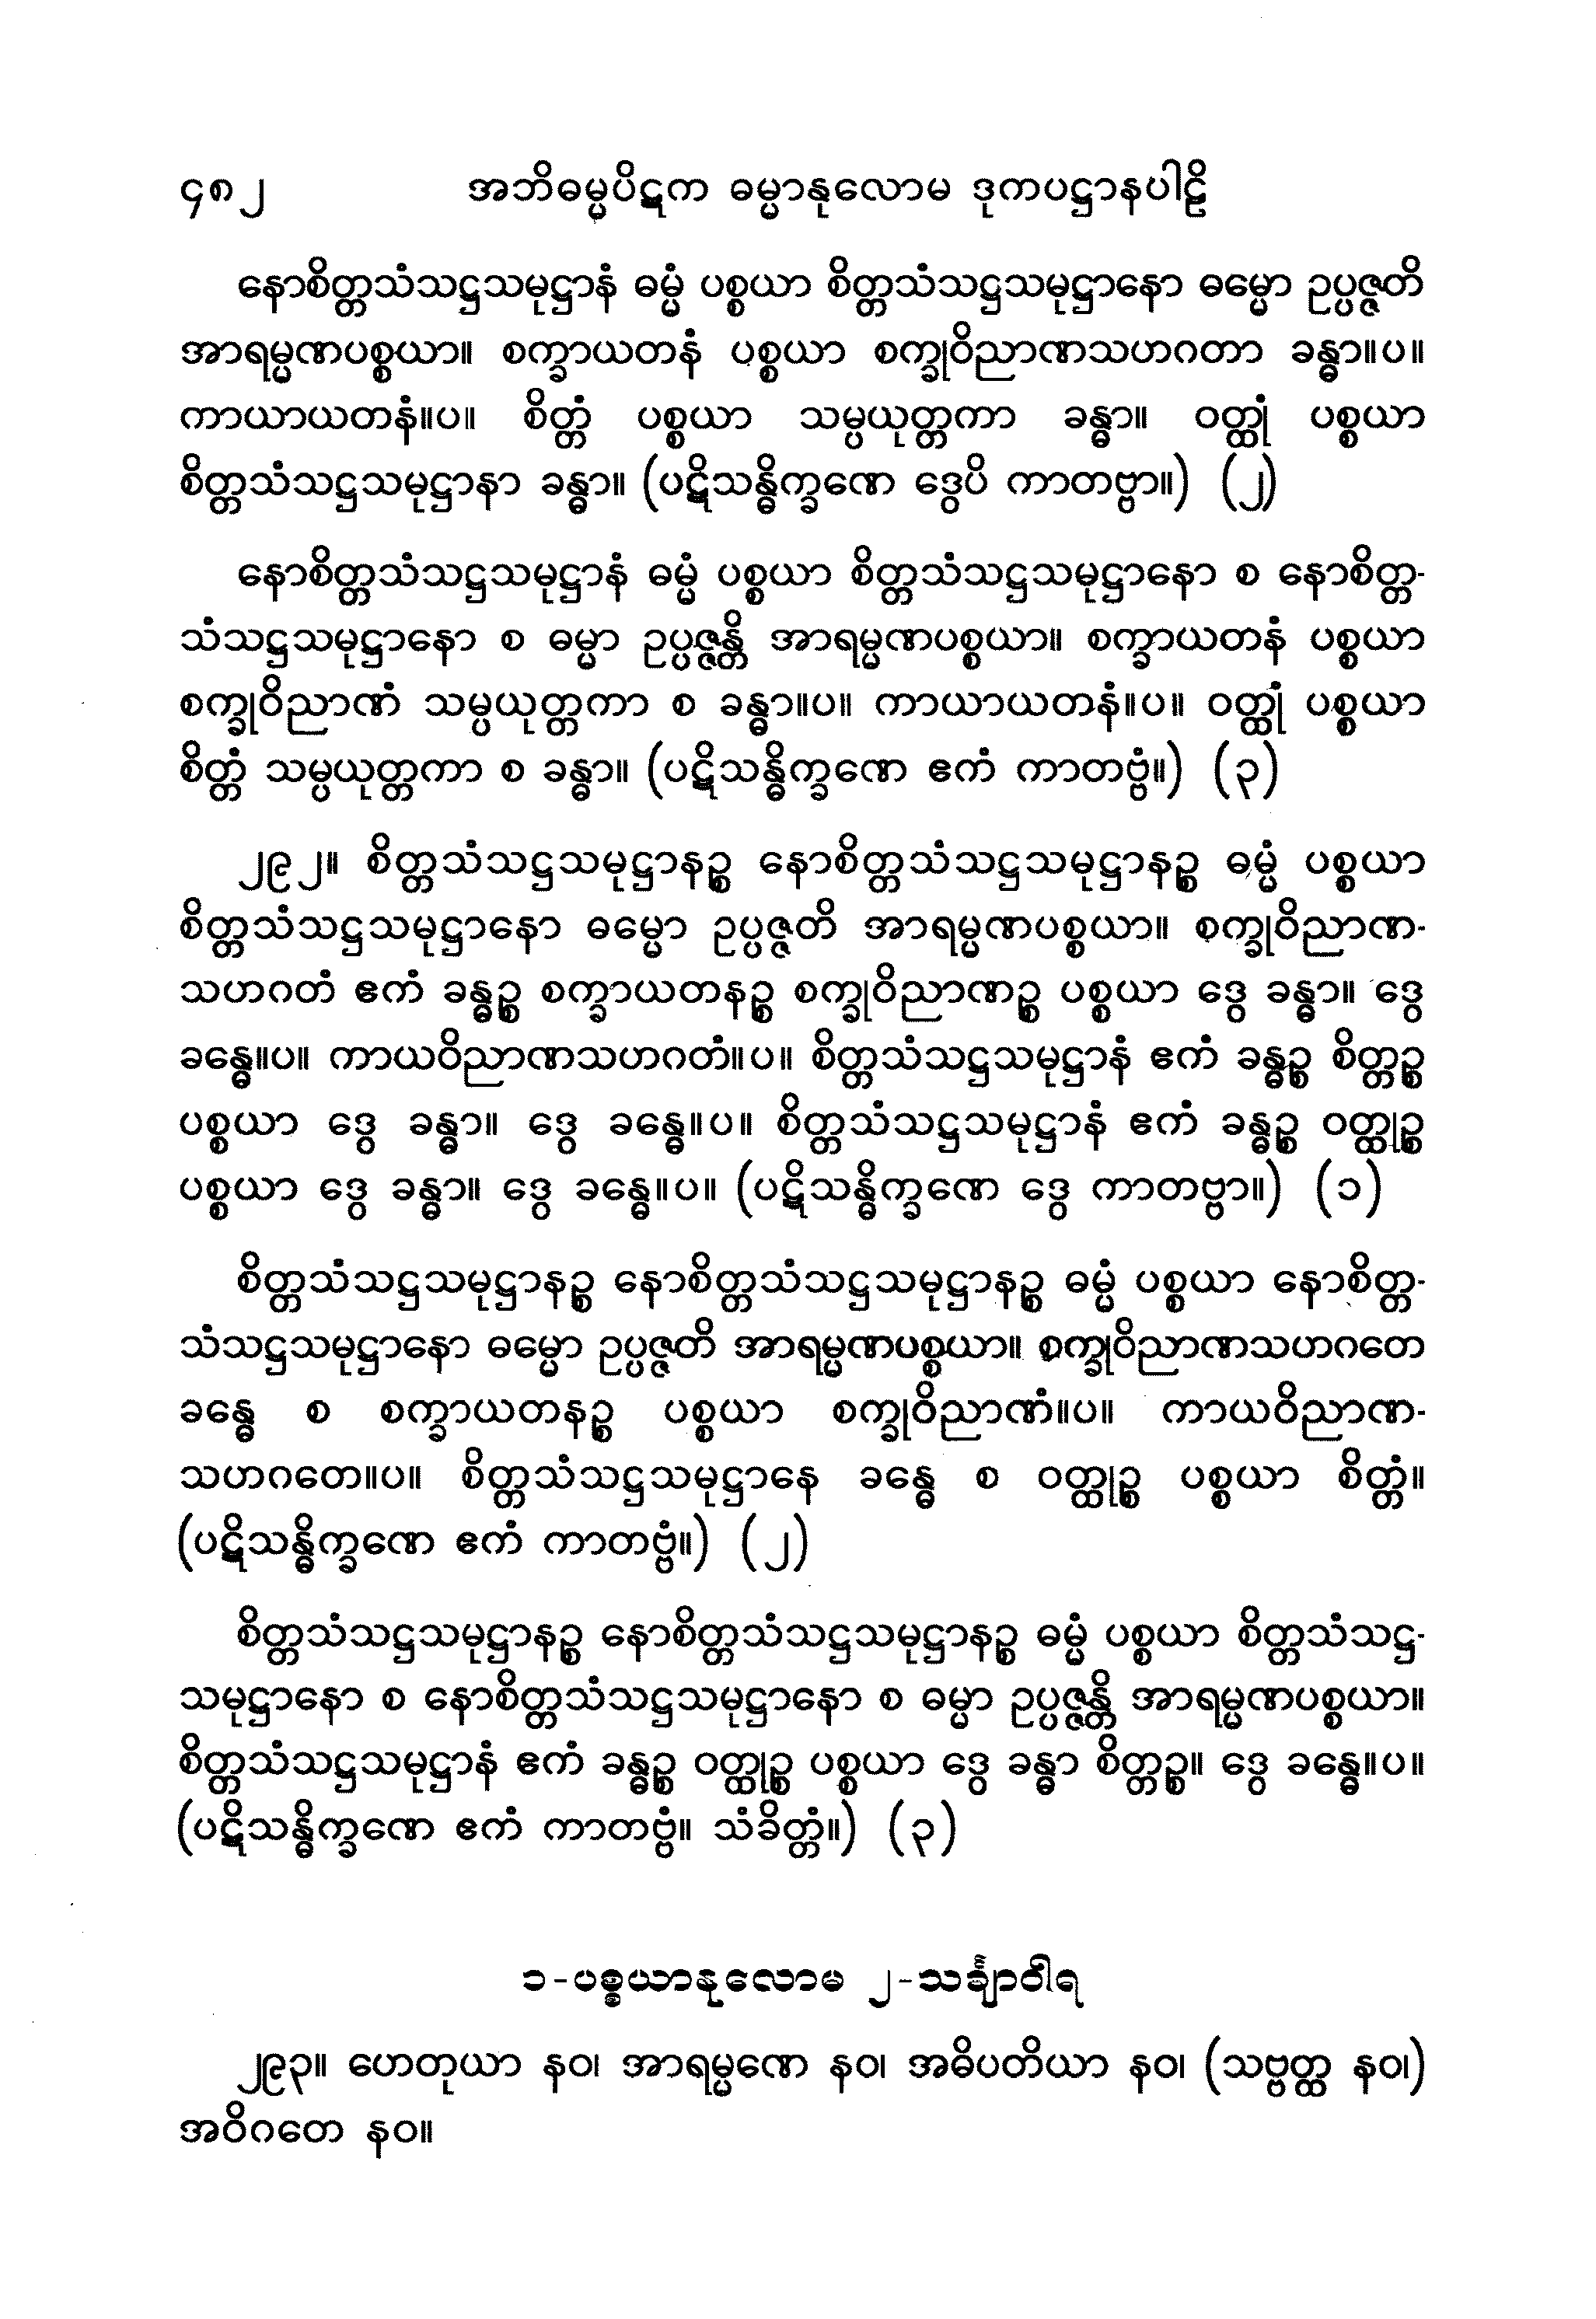 ၄၈၂ အဘိဓမ္မပိဋက ဓမ္မာနုလောမ ဒုကပဋ္ဌာနပါဠိ
နောစိတ္တသံသဋ္ဌသမုဋ္ဌာနံ ဓမ္မံ ပစ္စယာ စိတ္တသံသဋ္ဌသမုဋ္ဌာနော ဓမ္မော ဥပ္ပဇ္ဇတိ
အာရမ္မဏပစ္စယာ။ စက္ခာယတနံ ပစ္စယာ စက္ခုဝိညာဏသဟဂတာ ခန္ဓာ။ပ။
ကာယာယတနံ။ပ။ စိတ္တံ ပစ္စယာ သမ္ပယုတ္တကာ ခန္ဓာ။ ဝတ္ထုံ ပစ္စယာ
စိတ္တသံသဋ္ဌသမုဋ္ဌာနာ ခန္ဓာ။ (ပဋိသန္ဓိက္ခဏေ ဒွေပိ ကာတဗ္ဗာ။) (၂)
နောစိတ္တသံသဋ္ဌသမုဋ္ဌာနံ ဓမ္မံ ပစ္စယာ စိတ္တသံသဋ္ဌသမုဋ္ဌာနော စ နောစိတ္တ-
သံသဋ္ဌသမုဋ္ဌာနော စ ဓမ္မာ ဥပ္ပဇ္ဇန္တိ အာရမ္မဏပစ္စယာ။ စက္ခာယတနံ ပစ္စယာ
စက္ခုဝိညာဏံ သမ္ပယုတ္တကာ စ ခန္ဓာ။ပ။ ကာယာယတနံ။ပ။ ဝတ္ထုံ ပစ္စယာ
စိတ္တံ သမ္ပယုတ္တကာ စ ခန္ဓာ။ (ပဋိသန္ဓိက္ခဏေ ဧကံ ကာတဗ္ဗံ။) (၃)
၂၉၂။ စိတ္တသံသဋ္ဌသမုဋ္ဌာနဉ္စ နောစိတ္တသံသဋ္ဌသမုဋ္ဌာနဉ္စ ဓမ္မံ ပစ္စယာ
စိတ္တသံသဋ္ဌသမုဋ္ဌာနော ဓမ္မော ဥပ္ပဇ္ဇတိ အာရမ္မဏပစ္စယာ။ စက္ခုဝိညာဏ-
သဟဂတံ ဧကံ ခန္ဓဉ္စ စက္ခာယတနဉ္စ စက္ခုဝိညာဏဉ္စ ပစ္စယာ ဒွေ ခန္ဓာ။ ဒွေ
ခန္ဓေ။ပ။ ကာယဝိညာဏသဟဂတံ။ပ။ စိတ္တသံသဋ္ဌသမုဋ္ဌာနံ ဧကံ ခန္ဓဉ္စ စိတ္တဉ္စ
ပစ္စယာ ဒွေ ခန္ဓာ။ ဒွေ ခန္ဓေ။ပ။ စိတ္တသံသဋ္ဌသမုဋ္ဌာနံ ဧကံ ခန္ဓဉ္စ ဝတ္ထုဉ္စ
ပစ္စယာ ဒွေ ခန္ဓာ။ ဒွေ ခန္ဓေ။ပ။ (ပဋိသန္ဓိက္ခဏေ ဒွေ ကာတဗ္ဗာ။) (၁)
စိတ္တသံသဋ္ဌသမုဋ္ဌာနဉ္စ နောစိတ္တသံသဋ္ဌသမုဋ္ဌာနဉ္စ ဓမ္မံ ပစ္စယာ နောစိတ္တ-
သံသဋ္ဌသမုဋ္ဌာနော ဓမ္မော ဥပ္ပဇ္ဇတိ အာရမ္မဏပစ္စယာ။ စက္ခုဝိညာဏသဟဂတေ
ခန္ဓေ စ စက္ခာယတနဉ္စ ပစ္စယာ စက္ခုဝိညာဏံ။ပ။ ကာယဝိညာဏ-
သဟဂတေ။ပ။ စိတ္တသံသဋ္ဌသမုဋ္ဌာနေ ခန္ဓေ စ ဝတ္ထုဉ္စ ပစ္စယာ စိတ္တံ။
(ပဋိသန္ဓိက္ခဏေ ဧကံ ကာတဗ္ဗံ။) (၂)
စိတ္တသံသဋ္ဌသမုဋ္ဌာနဉ္စ နောစိတ္တသံသဋ္ဌသမုဋ္ဌာနဉ္စ ဓမ္မံ ပစ္စယာ စိတ္တသံသဋ္ဌ-
သမုဋ္ဌာနော စ နောစိတ္တသံသဋ္ဌသမုဋ္ဌာနော စ ဓမ္မာ ဥပ္ပဇ္ဇန္တိ အာရမ္မဏပစ္စယာ။
စိတ္တသံသဋ္ဌသမုဋ္ဌာနံ ဧကံ ခန္ဓဉ္စ ဝတ္ထုဉ္စ ပစ္စယာ ဒွေ ခန္ဓာ စိတ္တဉ္စ။ ဒွေ ခန္ဓေ။ပ။
(ပဋိသန္ဓိက္ခဏေ ဧကံ ကာတဗ္ဗံ။ သံခိတ္တံ။) (၃)
၁-ပစ္စယာနုလောမ ၂-သင်္ချာဝါရ
၂၉၃။ ဟေတုယာ နဝ၊ အာရမ္မဏေ နဝ၊ အဓိပတိယာ နဝ၊ (သဗ္ဗတ္ထ နဝ၊)
အဝိဂတေ နဝ။